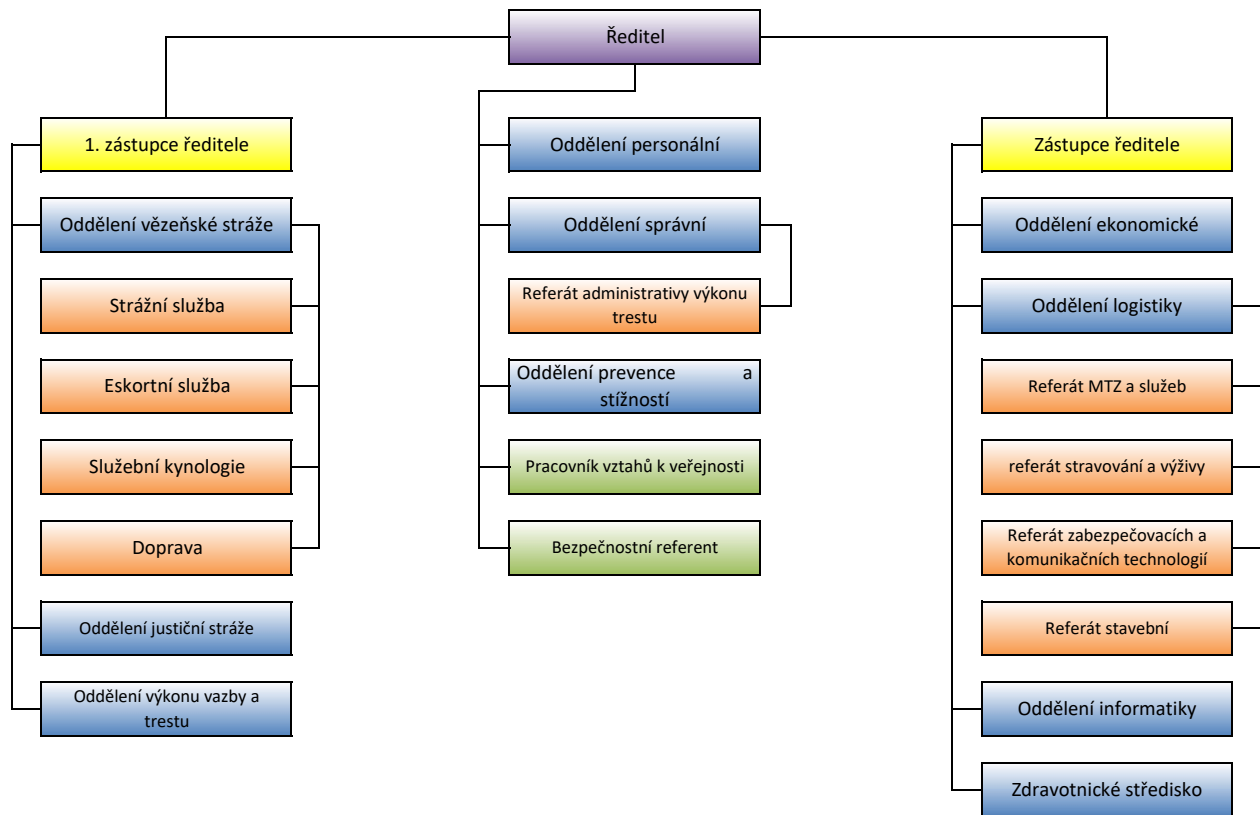 Ředitel
1. zástupce ředitele
Oddělení vězeňské stráže
Strážní služba
Eskortní služba
Služební kynologie
Doprava
Oddělení justiční stráže
Oddělení výkonu vazby a
trestu
Oddělení personální
Oddělení správní
Referát administrativy výkonu
trestu
Oddělení prevence a
stížností
Pracovník vztahů k veřejnosti
Bezpečnostní referent
Zástupce ředitele
Oddělení ekonomické
Oddělení logistiky
Referát MTZ a služeb
referát stravování a výživy
Referát zabezpečovacích a
komunikačních technologií
Referát stavební
Oddělení informatiky
Zdravotnické středisko